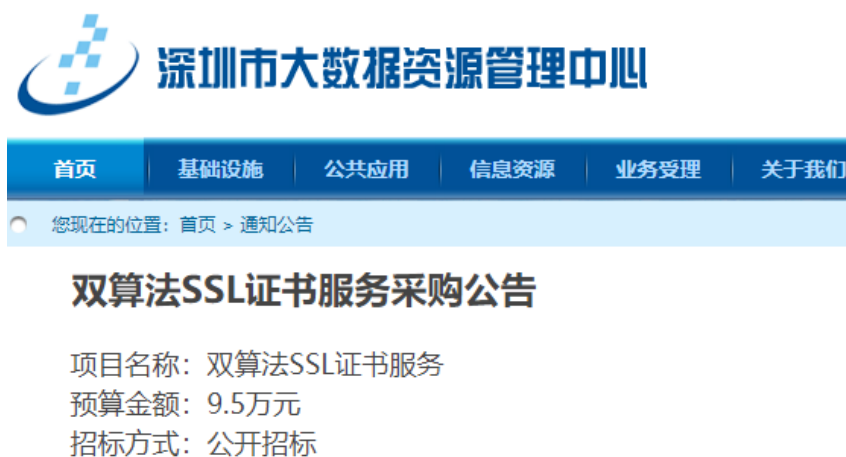 深圳市大数据资源管理中心
首页 基础设施 公共应用 信息资源 业务受理 关于我们
您现在的位置：首页 > 通知公告
双算法SSL证书服务采购公告
项目名称：双算法SSL证书服务
预算金额：9.5万元
招标方式：公开招标